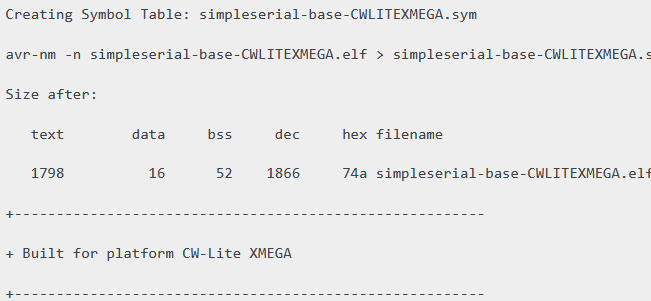 Creating Symbol Table: simpleserial-base-CWLITEXMEGA.sym
avr-nm -n simpleserial-base-CWLITEXMEGA.elf > simpleserial-base-CWLITEXMEGA.s
Size after:
text data bss dec hex filename
1798 16 52 1866 74a simpleserial-base-CWLITEXMEGA.elf
+--------------------------------------------------------
+ Built for platform CW-Lite XMEGA
+--------------------------------------------------------